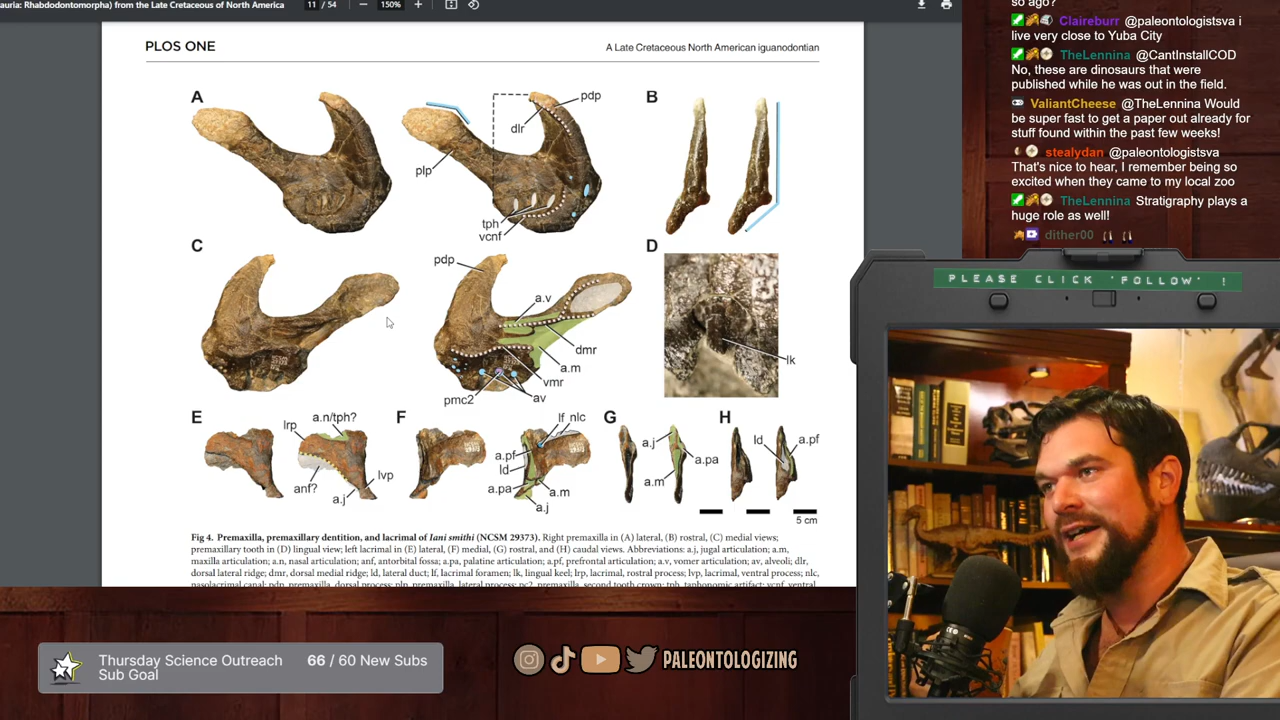 auria: Rhabdodontomorpha) from the Late Cretaceous of North America
11 / 54
150%
PLOS ONE
A Late Cretaceous North American iguanodontian
A
pdp
dlr
plp
tph
vcnf
B
C
pdp
a.v
dmr
a.m
vmr
pmc2
av
D
lk
E
a.n/tph?
lrp
anf?
a.j
lvp
F
lf nlc
a.pf
ld
a.pa
a.m
a.j
G
a.j
a.pa
a.m
H
ld
a.pf
5 cm
Fig 4. Premaxilla, premaxillary dentition, and lacrimal of Iani smithi (NCSM 29373). Right premaxilla in (A) lateral, (B) rostral, (C) medial views;
premaxillary tooth in (D) lingual view; left lacrimal in (E) lateral, (F) medial, (G) rostral, and (H) caudal views. Abbreviations: a.j, jugal articulation; a.m,
maxilla articulation; a.n, nasal articulation; anf, antorbital fossa; a.pa, palatine articulation; a.pf, prefrontal articulation; a.v, vomer articulation; av, alveoli; dlr,
dorsal lateral ridge; dmr, dorsal medial ridge; ld, lateral duct; lf, lacrimal foramen; lk, lingual keel; lrp, lacrimal, rostral process; lvp, lacrimal, ventral process; nlc,
so ago?
Claireburr @paleontologistsva i
live very close to Yuba City
TheLennina @CantInstallCOD
No, these are dinosaurs that were
published while he was out in the field.
ValiantCheese @TheLennina Would
be super fast to get a paper out already for
stuff found within the past few weeks!
stealydan @paleontologistsva
That's nice to hear, I remember being so
excited when they came to my local zoo
TheLennina Stratigraphy plays a
huge role as well!
dither00
PLEASE CLICK 'FOLLOW' !
Thursday Science Outreach
Sub Goal
66 / 60 New Subs
PALEONTOLOGIZING